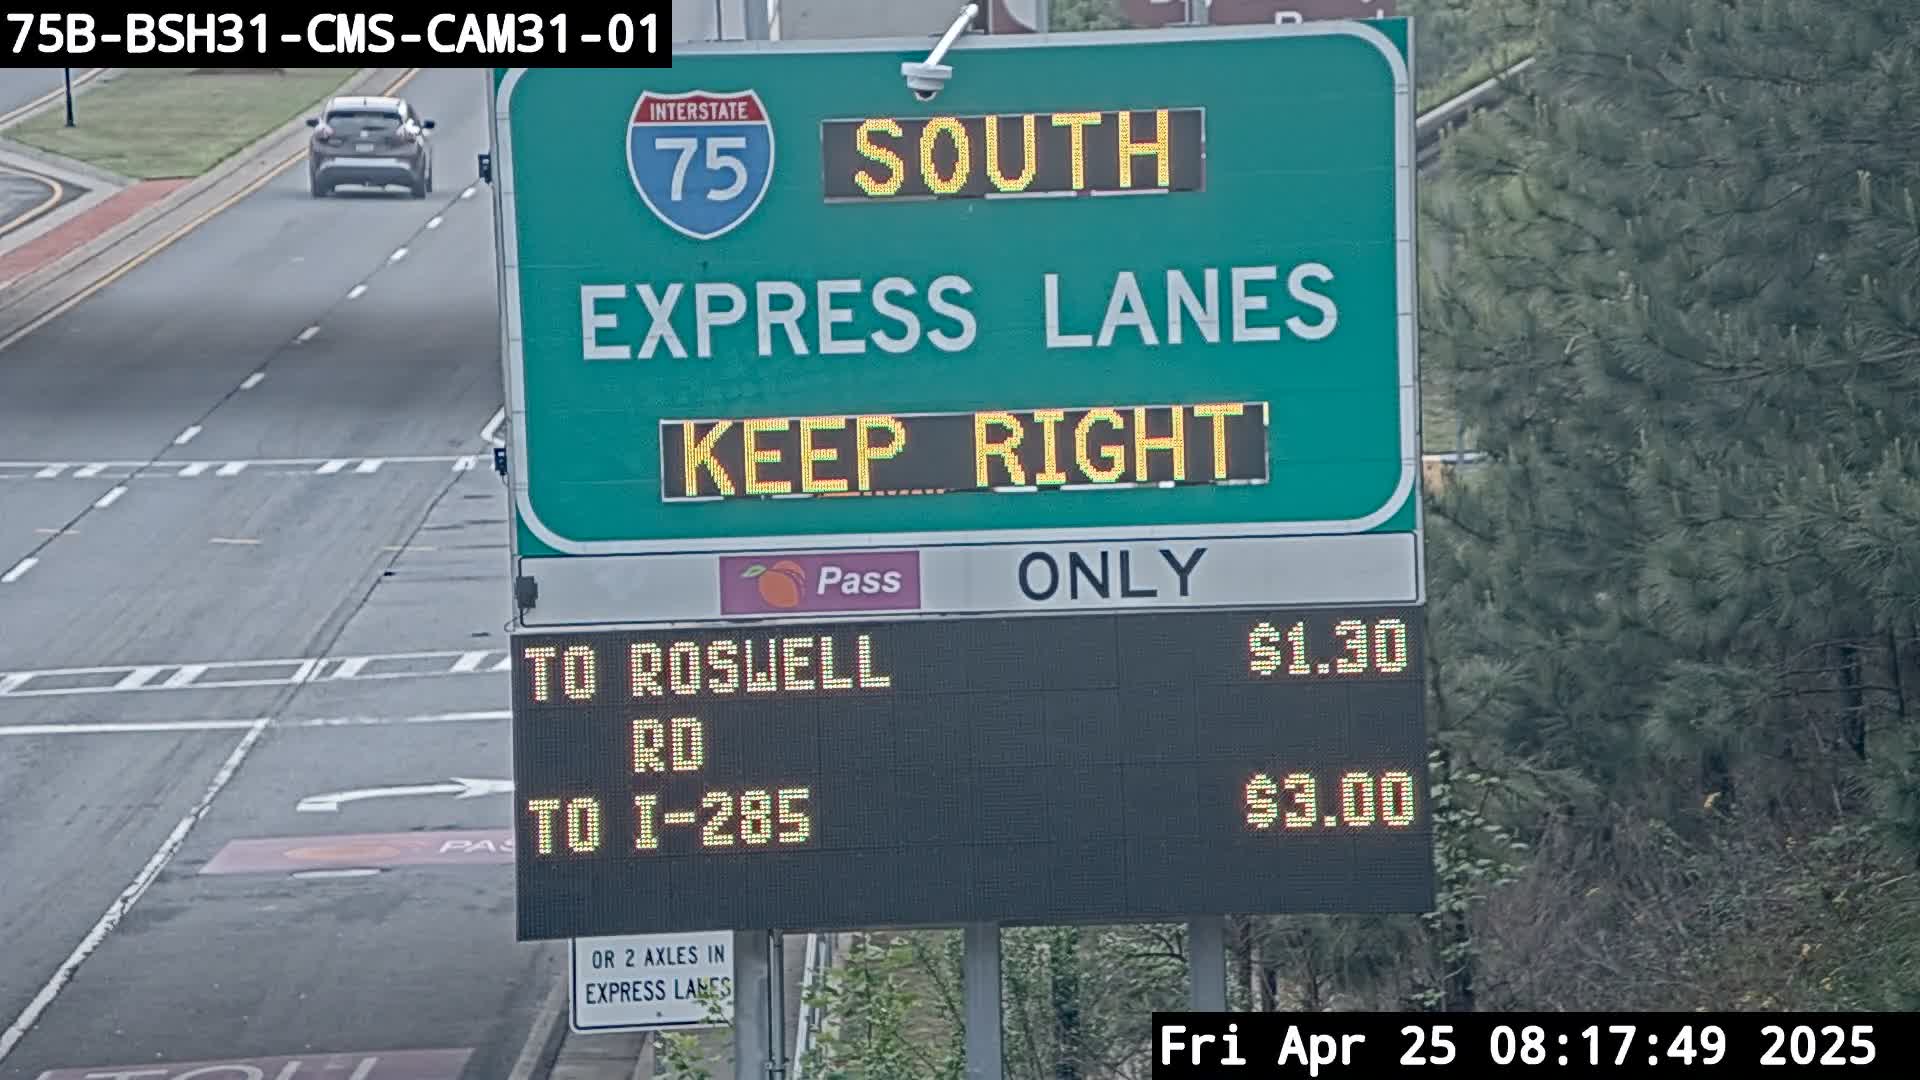 75B-BSH31-CMS-CAM31-01
INTERSTATE
75
SOUTH
EXPRESS LANES
KEEP RIGHT
Pass
ONLY
TO ROSWELL $1.30
RD
TO I-285 $3.00
OR 2 AXLES IN
EXPRESS LANES
Fri Apr 25 08:17:49 2025